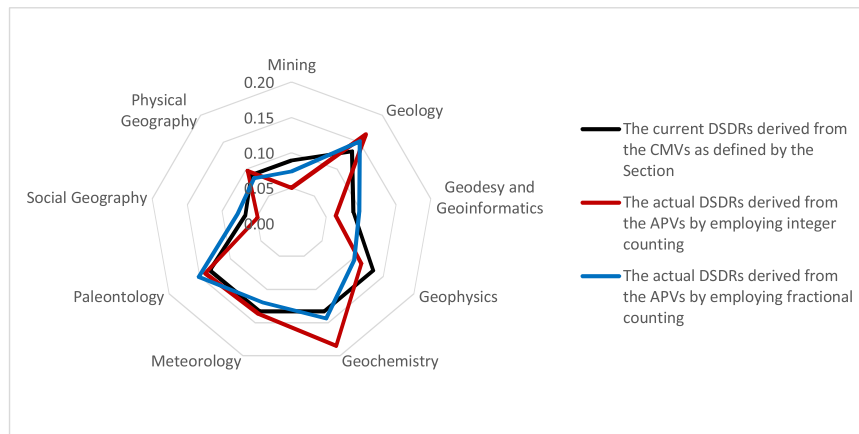 Mining
0.20
Physical
Geography
0.15
Geology
0.10
0.05
Social Geography
Geodesy and
Geoinformatics
0.00
Paleontology
Geophysics
Meteorology
Geochemistry
The current DSDRs derived from
the CMVs as defined by the
Section
The actual DSDRs derived from
the APVs by employing integer
counting
The actual DSDRs derived from
the APVs by employing fractional
counting